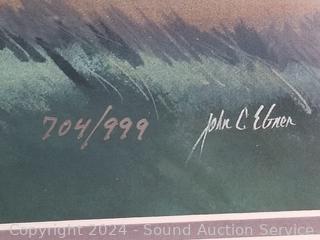 704/999 John C Ebner
Copyright 2024 - Sound Auction Service